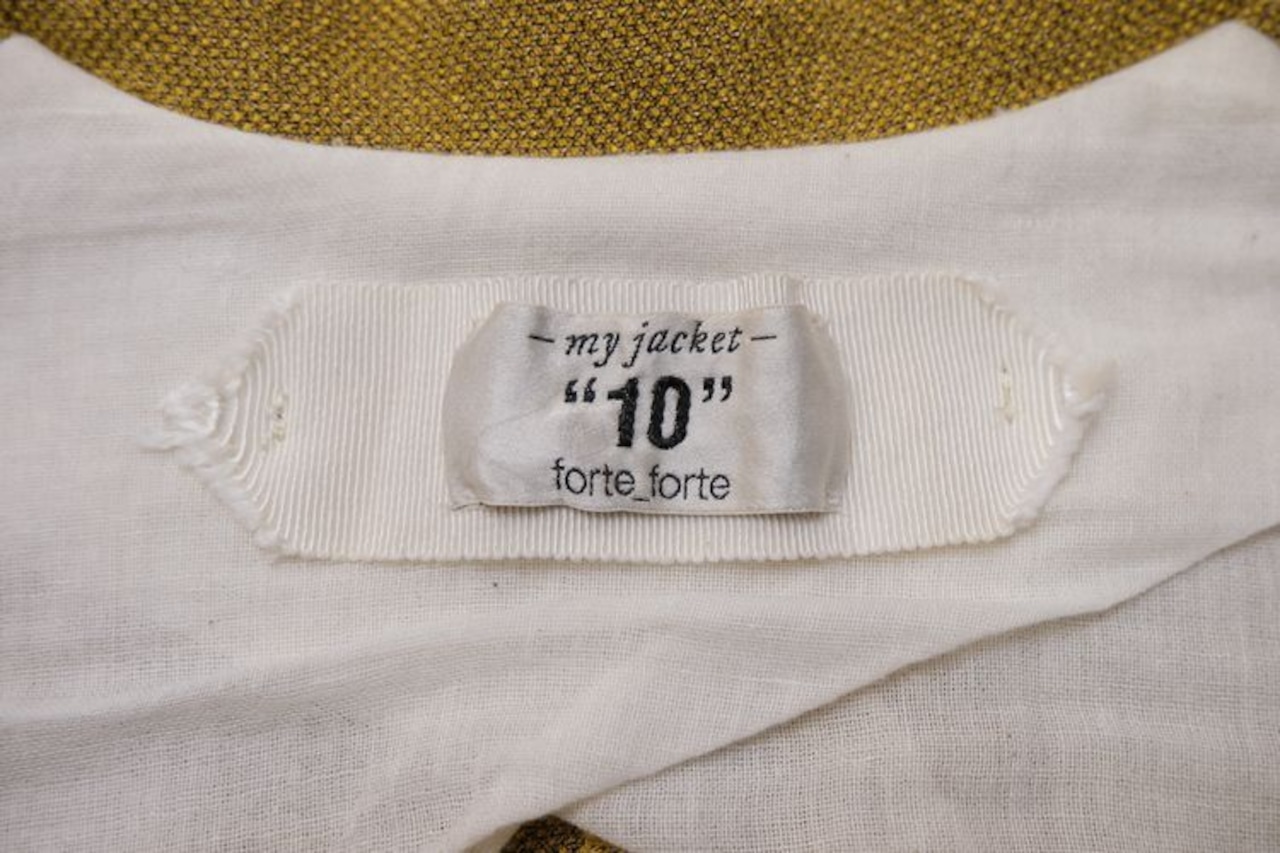 – my jacket –
“10”
forte_forte